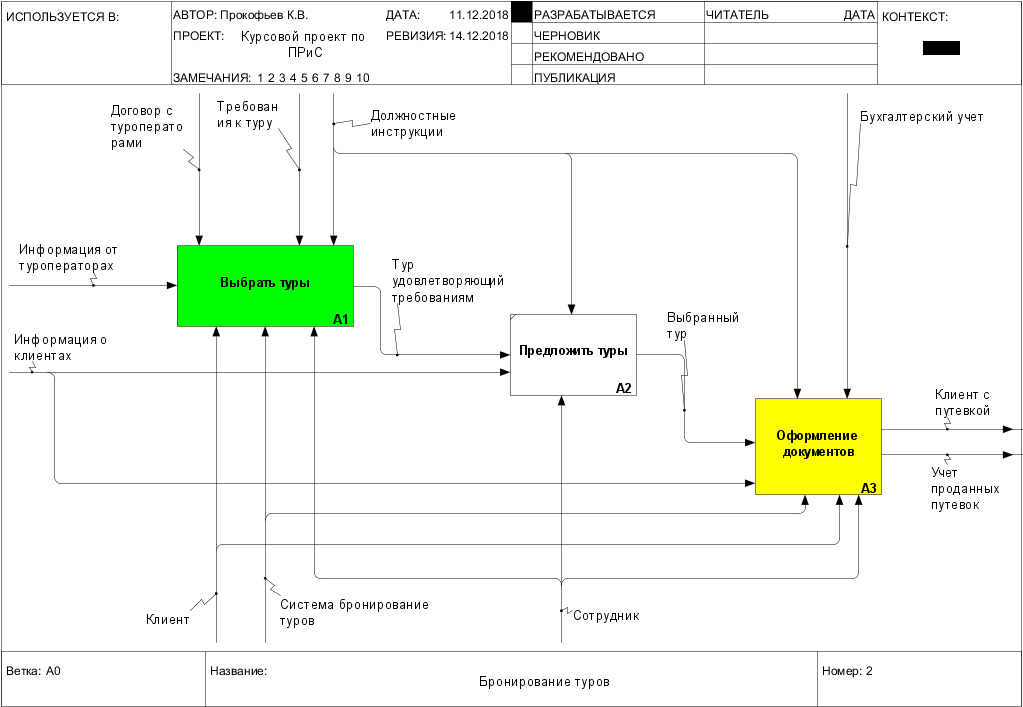 ИСПОЛЬЗУЕТСЯ В:
АВТОР: Прокофьев К.В.
ДАТА: 11.12.2018
РАЗРАБАТЫВАЕТСЯ
ЧИТАТЕЛЬ
ДАТА
КОНТЕКСТ:
ПРОЕКТ: Курсовой проект по
ПРиС
РЕВИЗИЯ: 14.12.2018
ЧЕРНОВИК
РЕКОМЕНДОВАНО
ЗАМЕЧАНИЯ: 1 2 3 4 5 6 7 8 9 10
ПУБЛИКАЦИЯ
Договор с
туроперато
рами
Требован
ия к туру
Должностные
инструкции
Бухгалтерский учет
Информация от
туроператорах
Выбрать туры
A1
Тур
удовлетворяющий
требованиям
Информация о
клиентах
Предложить туры
A2
Выбранный
тур
Оформление
документов
A3
Клиент с
путевкой
Учет
проданных
путевок
Клиент
Система бронирование
туров
Сотрудник
Ветка: A0
Название:
Бронирование туров
Номер: 2